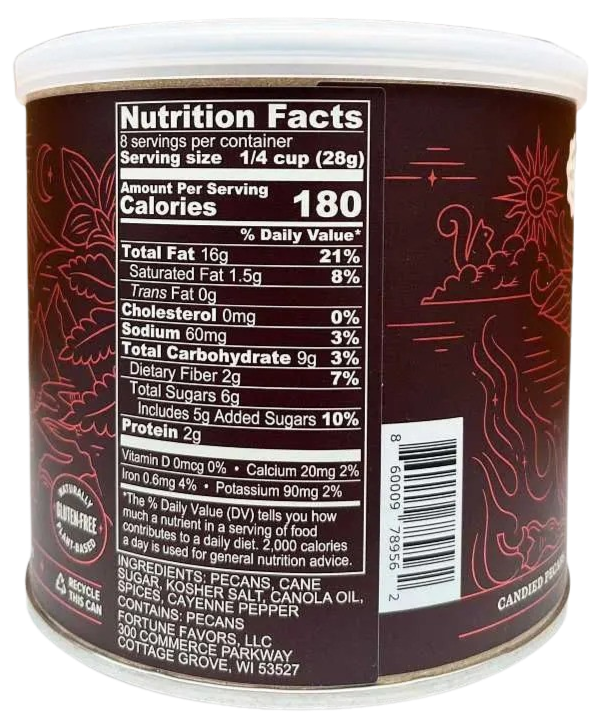 Nutrition Facts
8 servings per container
Serving size 1/4 cup (28g)
Amount Per Serving
Calories 180
% Daily Value*
Total Fat 16g 21%
Saturated Fat 1.5g 8%
Trans Fat 0g
Cholesterol 0mg 0%
Sodium 60mg 3%
Total Carbohydrate 9g 3%
Dietary Fiber 2g 7%
Total Sugars 6g
Includes 5g Added Sugars 10%
Protein 2g
Vitamin D 0mcg 0% • Calcium 20mg 2%
Iron 0.6mg 4% • Potassium 90mg 2%
*The % Daily Value (DV) tells you how
much a nutrient in a serving of food
contributes to a daily diet. 2,000 calories
a day is used for general nutrition advice.
INGREDIENTS: PECANS, CANE
SUGAR, KOSHER SALT, CANOLA OIL,
SPICES, CAYENNE PEPPER
CONTAINS: PECANS
FORTUNE FAVORS, LLC
300 COMMERCE PARKWAY
COTTAGE GROVE, WI 53527
NATURALLY
GLUTEN-FREE
PLANT-BASED
RECYCLE
THIS CAN
8 60009 78956 2
CANDIED